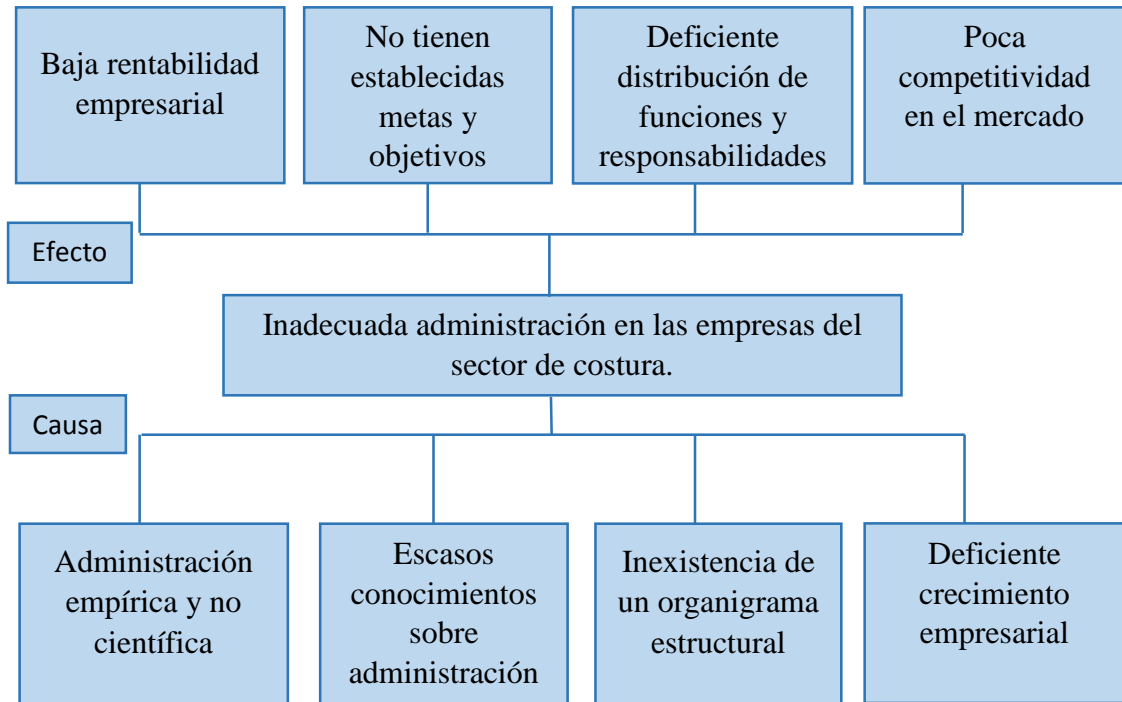 Baja rentabilidad
empresarial
No tienen
establecidas
metas y
objetivos
Deficiente
distribución de
funciones y
responsabilidades
Poca
competitividad
en el mercado
Efecto
Inadecuada administración en las empresas del
sector de costura.
Causa
Administración
empírica y no
científica
Escasos
conocimientos
sobre
administración
Inexistencia de
un organigrama
estructural
Deficiente
crecimiento
empresarial